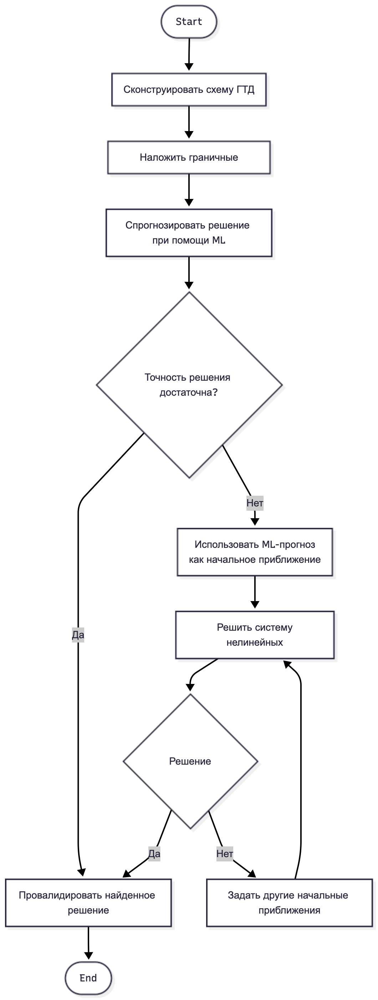 Start
Сконструировать схему ГТД
Наложить граничные
Спрогнозировать решение
при помощи ML
Точность решения
достаточна?
Нет
Использовать ML-прогноз
как начальное приближение
Решить систему
нелинейных
Да
Решение
Да
Нет
Провалидировать найденное
решение
Задать другие начальные
приближения
End